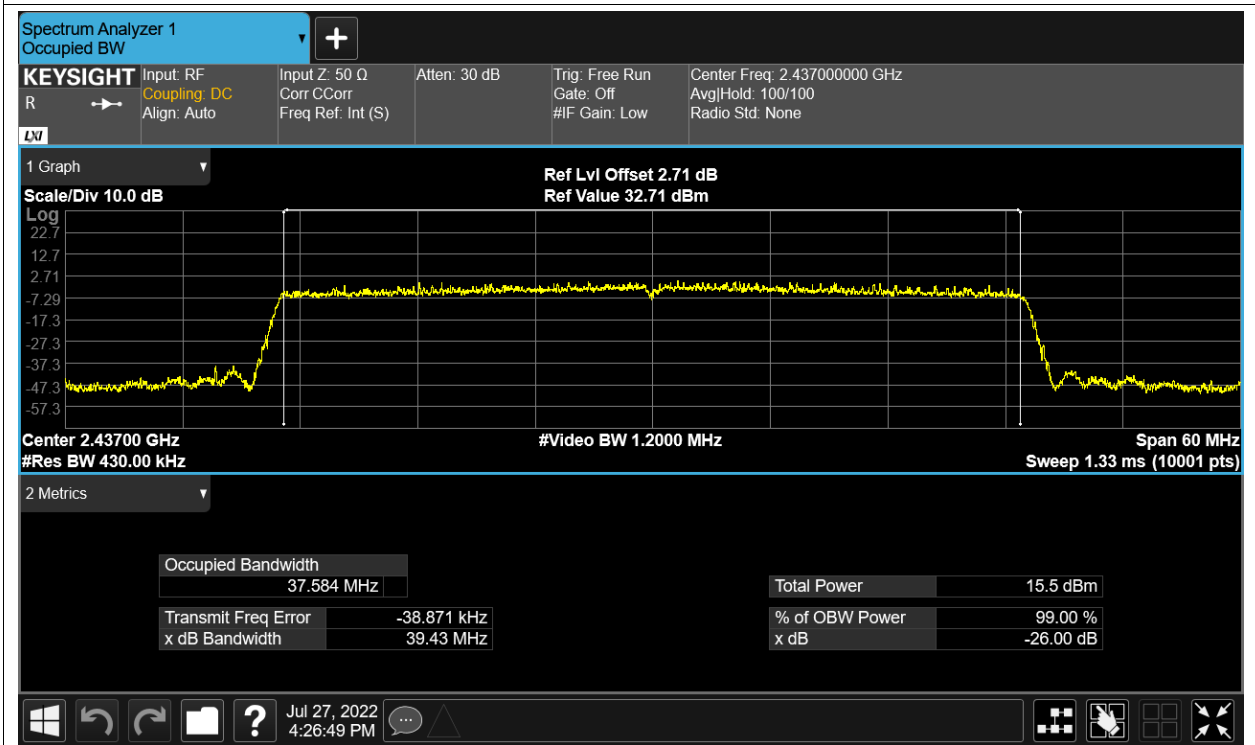 Spectrum Analyzer 1
Occupied BW
KEYSIGHT
R
LXI
Input: RF
Coupling: DC
Align: Auto
Input Z: 50 Ω
Corr CCorr
Freq Ref: Int (S)
Atten: 30 dB
Trig: Free Run
Gate: Off
#IF Gain: Low
Center Freq: 2.437000000 GHz
Avg|Hold: 100/100
Radio Std: None
1 Graph
Scale/Div 10.0 dB
Ref Lvl Offset 2.71 dB
Ref Value 32.71 dBm
Log
22.7
12.7
2.71
-7.29
-17.3
-27.3
-37.3
-47.3
-57.3
Center 2.43700 GHz
#Res BW 430.00 kHz
#Video BW 1.2000 MHz
Span 60 MHz
Sweep 1.33 ms (10001 pts)
2 Metrics
Occupied Bandwidth
37.584 MHz
Transmit Freq Error -38.871 kHz
x dB Bandwidth 39.43 MHz
Total Power 15.5 dBm
% of OBW Power 99.00 %
x dB -26.00 dB
?
Jul 27, 2022
4:26:49 PM